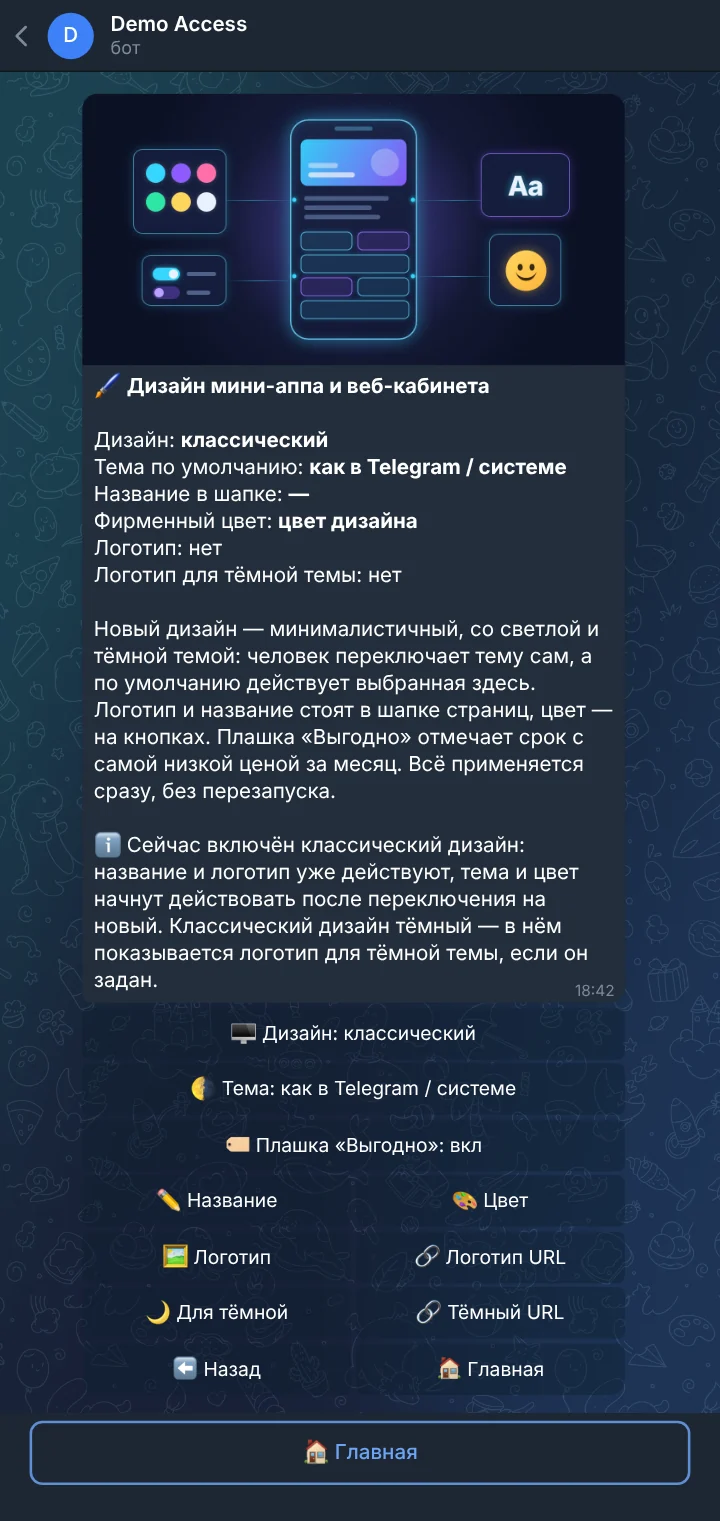 Demo Access
D
бот
Aa
Дизайн мини-аппа и веб-кабинета
Дизайн: классический
Тема по умолчанию: как в Telegram / системе
Название в шапке: —
Фирменный цвет: цвет дизайна
Логотип: нет
Логотип для тёмной темы: нет
Новый дизайн — минималистичный, со светлой и
тёмной темой: человек переключает тему сам, а
по умолчанию действует выбранная здесь.
Логотип и название стоят в шапке страниц, цвет —
на кнопках. Плашка «Выгодно» отмечает срок с
самой низкой ценой за месяц. Всё применяется
сразу, без перезапуска.
ℹ️ Сейчас включён классический дизайн:
название и логотип уже действуют, тема и цвет
начнут действовать после переключения на
новый. Классический дизайн тёмный — в нём
показывается логотип для тёмной темы, если он
задан.
18:42
Дизайн: классический
Тема: как в Telegram / системе
Плашка «Выгодно»: вкл
Название
Цвет
Логотип
Логотип URL
Для тёмной
Тёмный URL
Назад
Главная
Главная